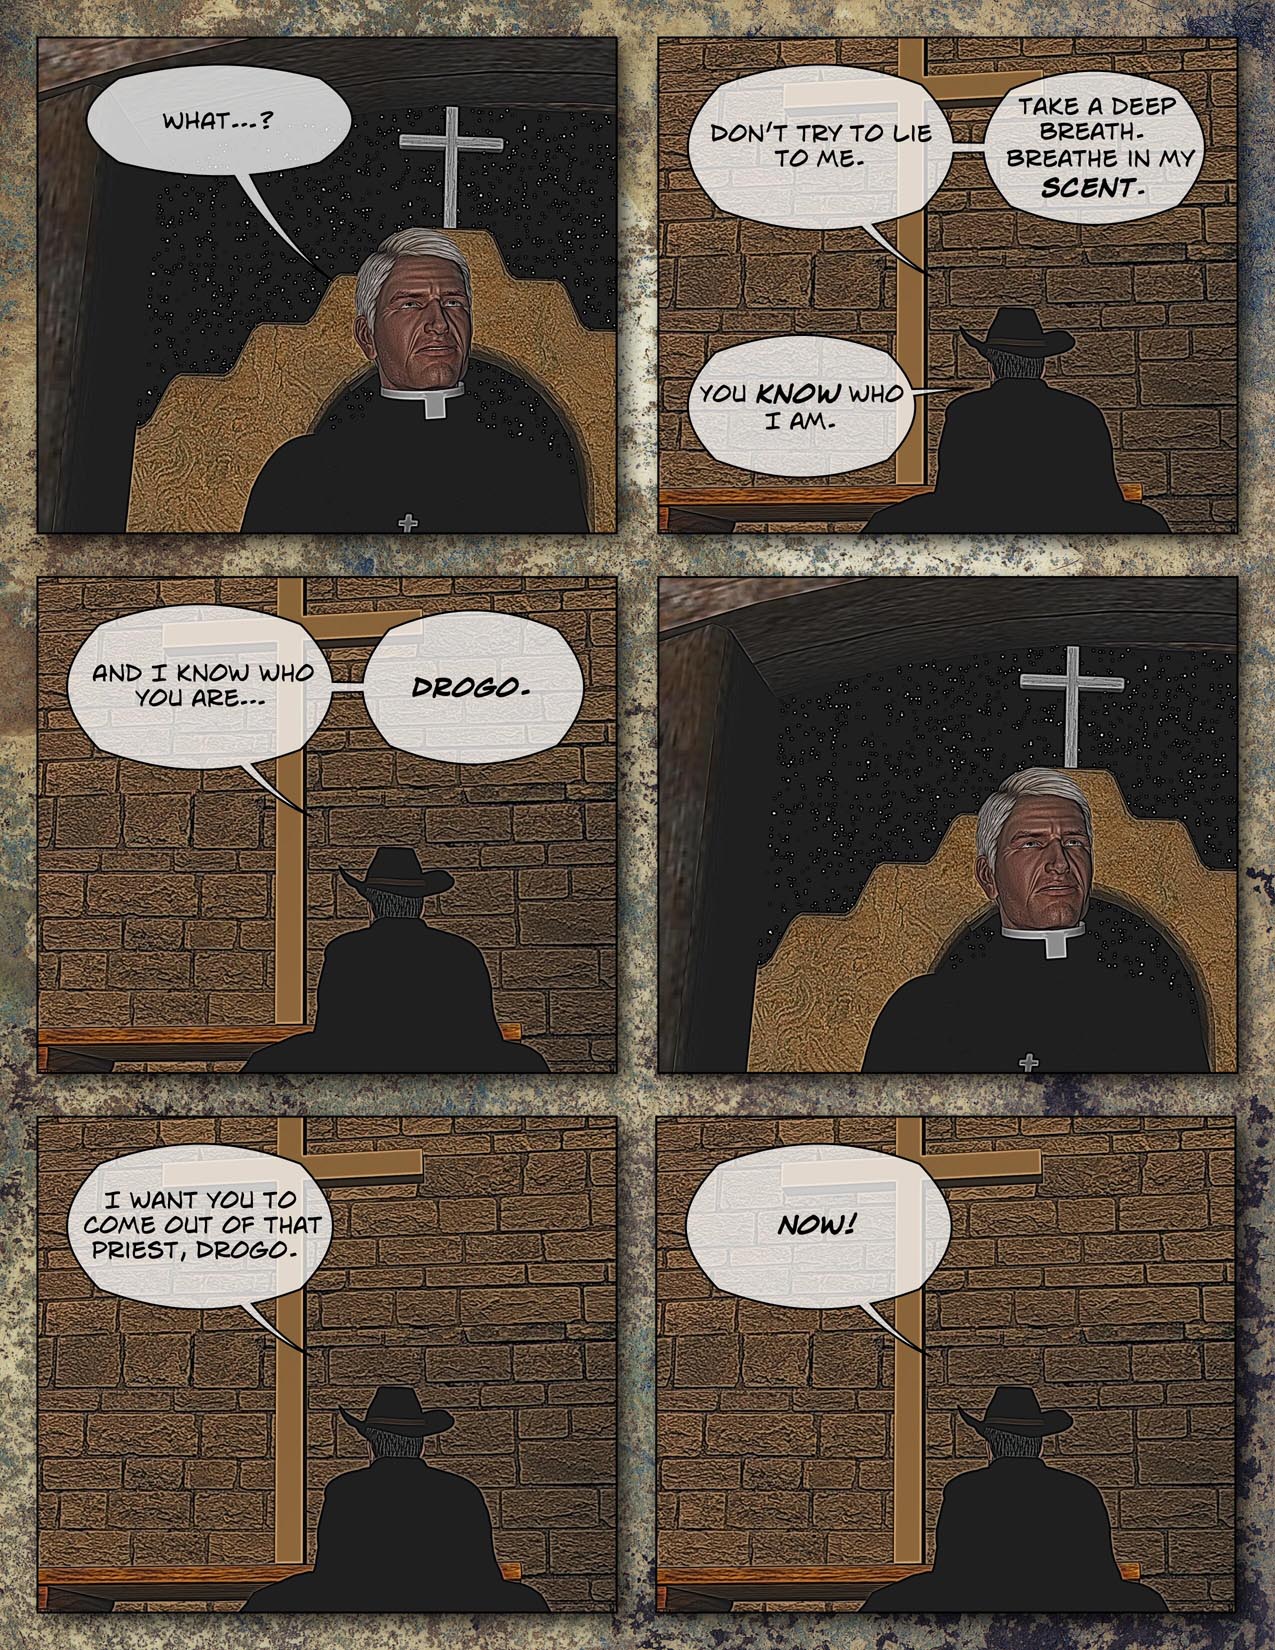 WHAT...?
DON'T TRY TO LIE
TO ME.
TAKE A DEEP
BREATH.
BREATHE IN MY
SCENT.
YOU KNOW WHO
I AM.
AND I KNOW WHO
YOU ARE...
DROGO.
I WANT YOU TO
COME OUT OF THAT
PRIEST, DROGO.
NOW!